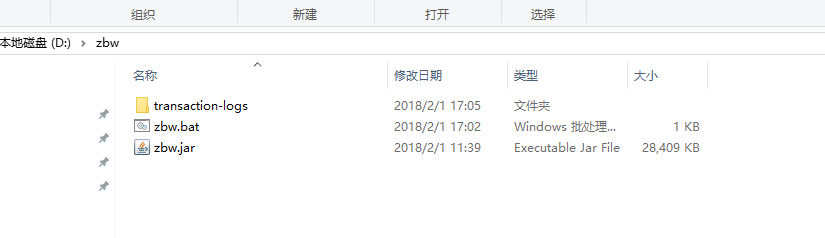 组织 新建 打开 选择
本地磁盘 (D:) > zbw
名称 修改日期 类型 大小
transaction-logs 2018/2/1 17:05 文件夹
zbw.bat 2018/2/1 17:02 Windows 批处理... 1 KB
zbw.jar 2018/2/1 11:39 Executable Jar File 28,409 KB